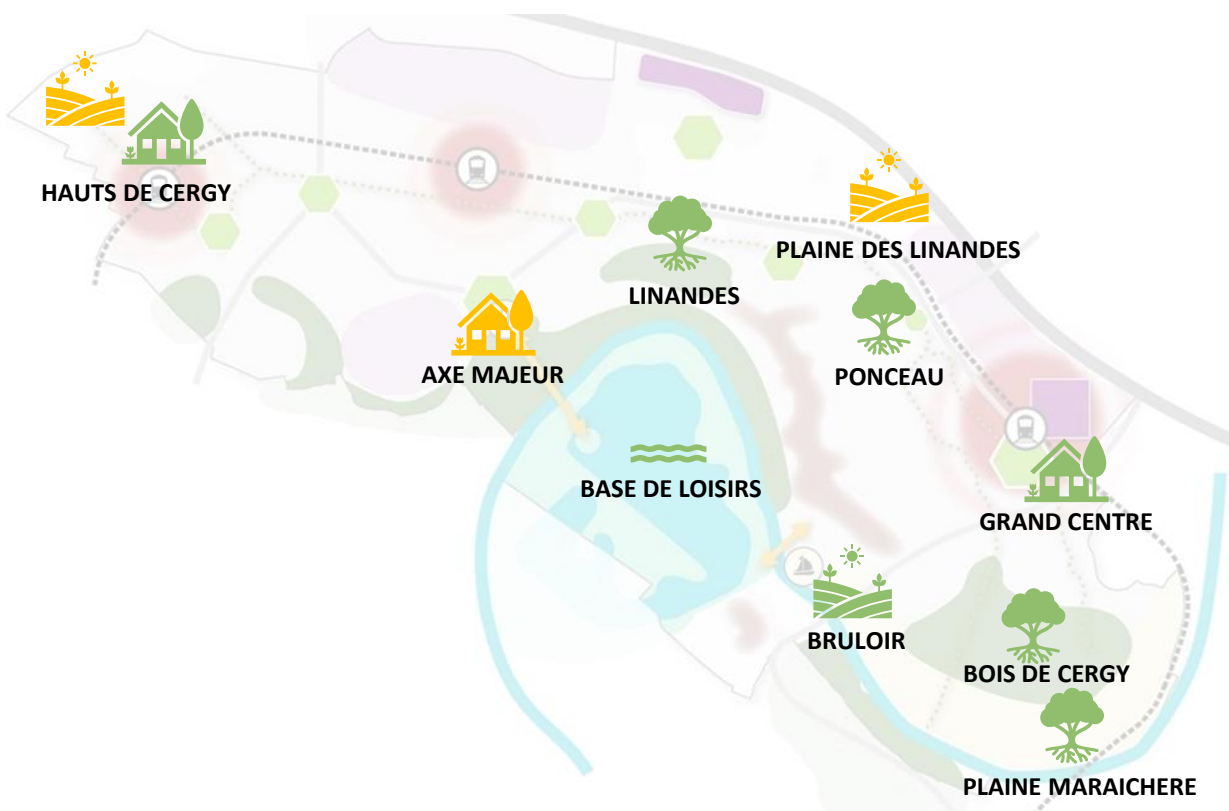 HAUTS DE CERGY
PLAINE DES LINANDES
LINANDES
AXE MAJEUR
PONCEAU
BASE DE LOISIRS
GRAND CENTRE
BRULOIR
BOIS DE CERGY
PLAINE MARAICHERE